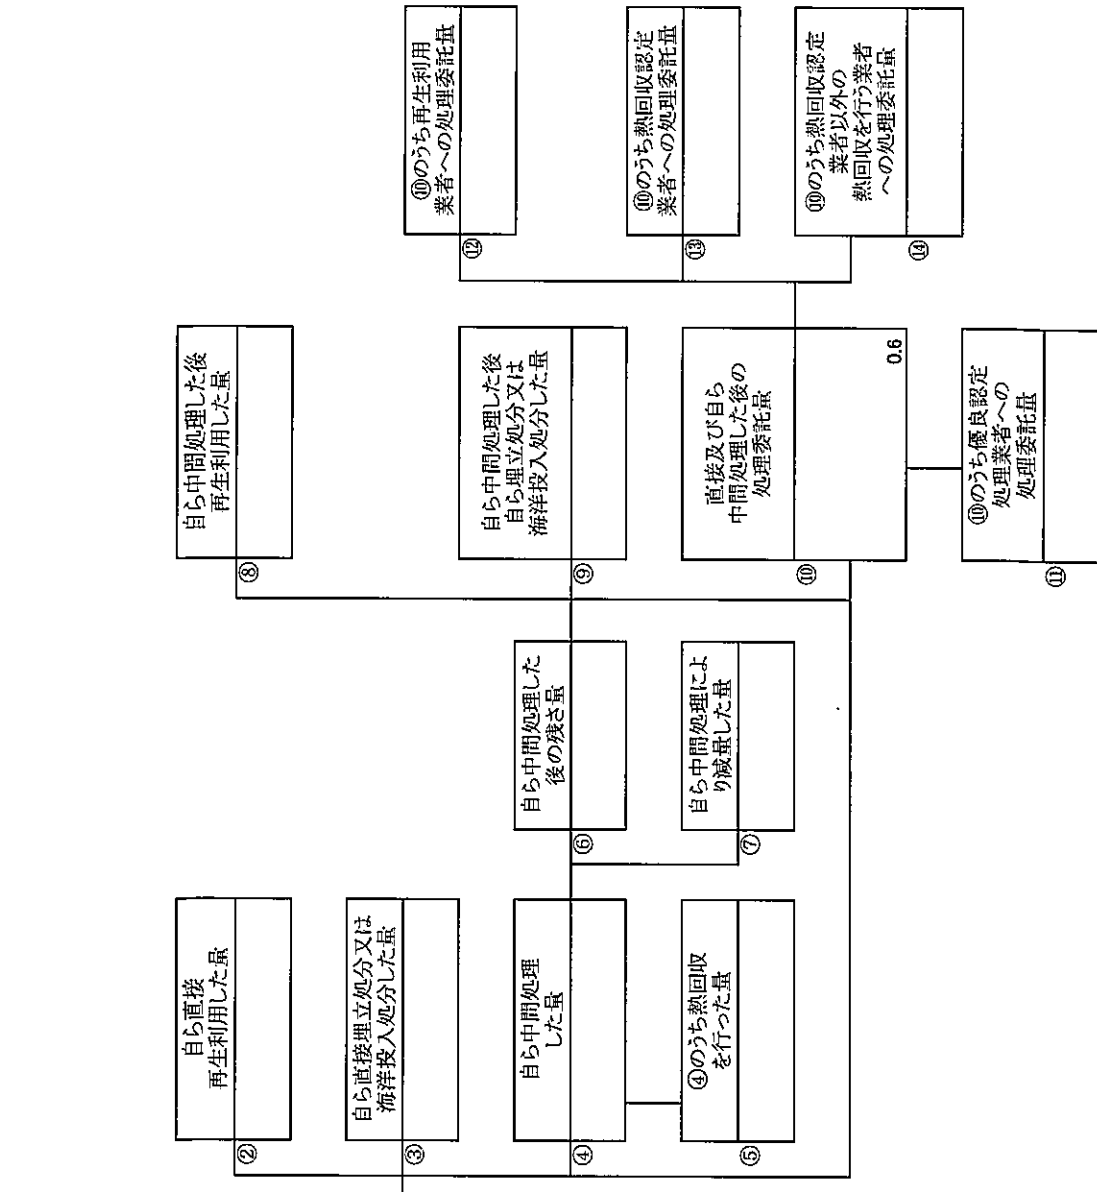 ②
自ら直接
再生利用した量
③
自ら直接埋立処分又は
海洋投入処分した量
④
自ら中間処理
した量
⑤
④のうち熱回収
を行った量
⑥
自ら中間処理した
後の残さ量
⑦
自ら中間処理によ
り減量した量
⑧
自ら中間処理した後
再生利用した量
⑨
自ら中間処理した後
自ら埋立処分又は
海洋投入処分した量
⑩
直接及び自ら
中間処理した後の
処理委託量
0.6
⑪
⑩のうち優良認定
処理業者への
処理委託量
⑫
⑩のうち再生利用
業者への処理委託量
⑬
⑩のうち熱回収認定
業者への処理委託量
⑭
⑩のうち熱回収認定
業者以外の
熱回収を行う業者
への処理委託量